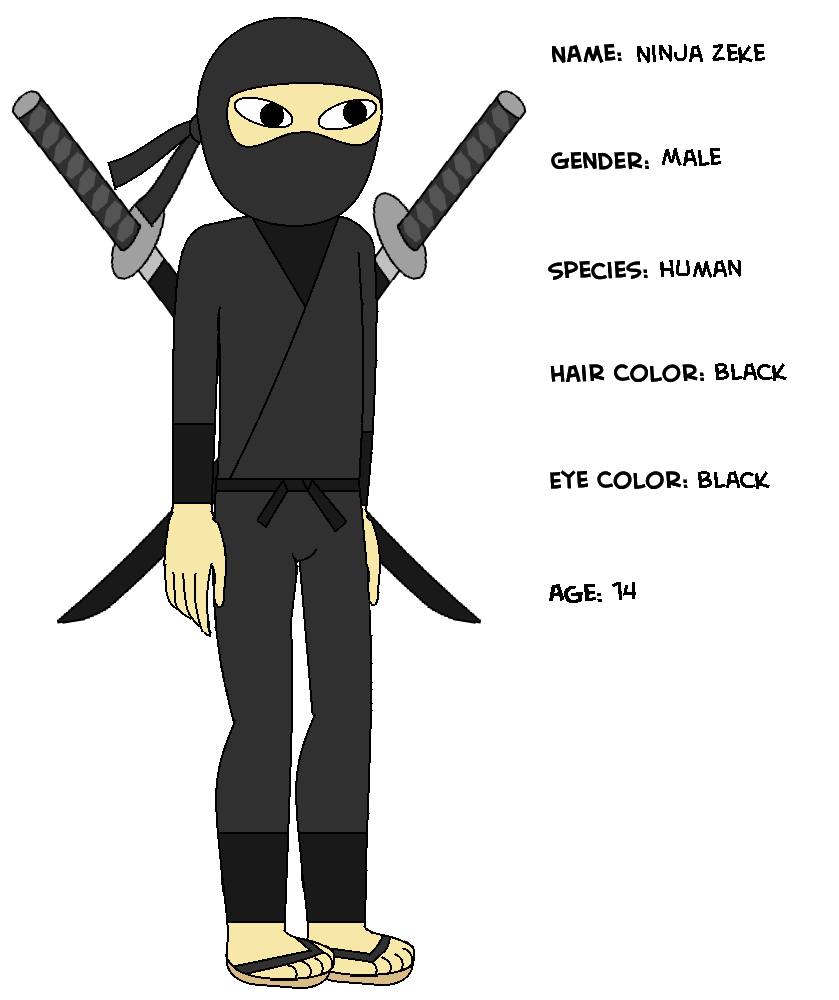 NAME: NINJA ZEKE
GENDER: MALE
SPECIES: HUMAN
HAIR COLOR: BLACK
EYE COLOR: BLACK
AGE: 14